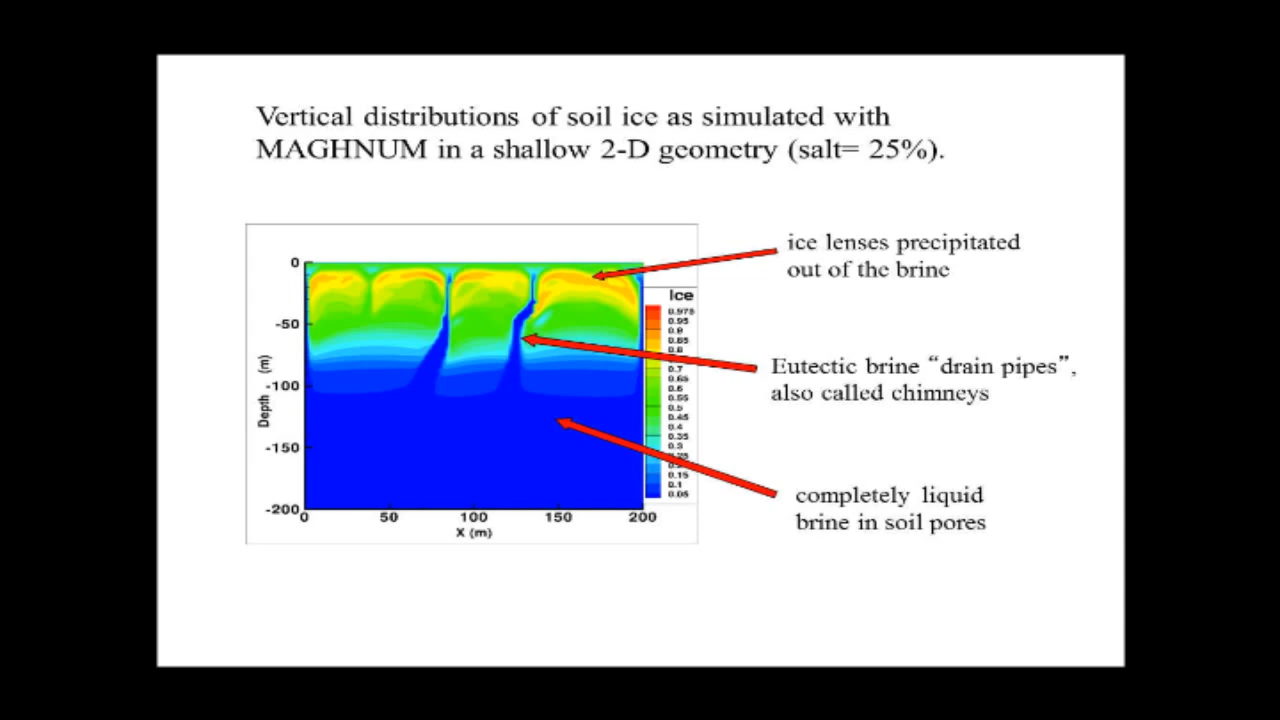 Vertical distributions of soil ice as simulated with
MAGHNUM in a shallow 2-D geometry (salt= 25%).
ice lenses precipitated
out of the brine
Eutectic brine “drain pipes”,
also called chimneys
completely liquid
brine in soil pores
Depth (m)
0
-50
-100
-150
-200
0 50 100 150 200
X (m)
Ice
0.975
0.95
0.9
0.85
0.8
0.7
0.65
0.6
0.55
0.5
0.45
0.4
0.35
0.3
0.15
0.1
0.05